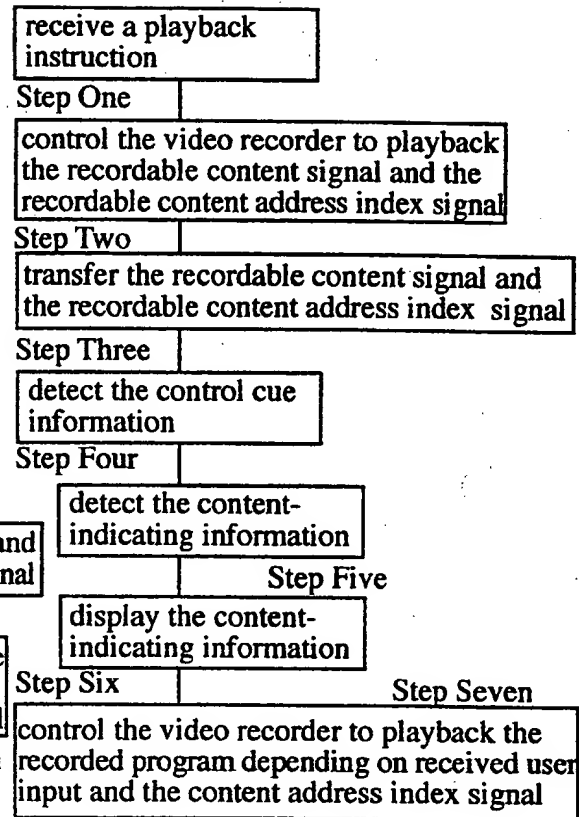 receive a playback
instruction
Step One
control the video recorder to playback
the recordable content signal and the
recordable content address index signal
Step Two
transfer the recordable content signal and
the recordable content address index signal
Step Three
detect the control cue
information
Step Four
detect the content-
indicating information
and
nal
Step Five
display the content-
indicating information
Step Six
Step Seven
control the video recorder to playback the
recorded program depending on received user
input and the content address index signal